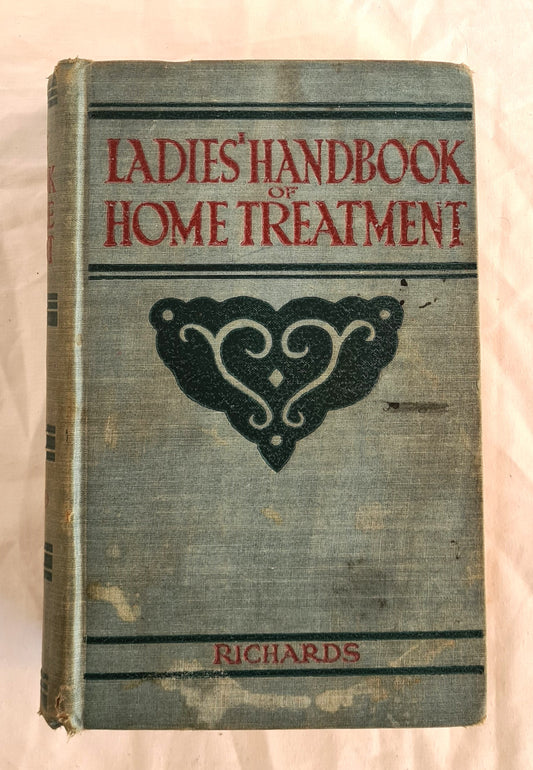 LADIES' HANDBOOK
OF
HOME TREATMENT
RICHARDS